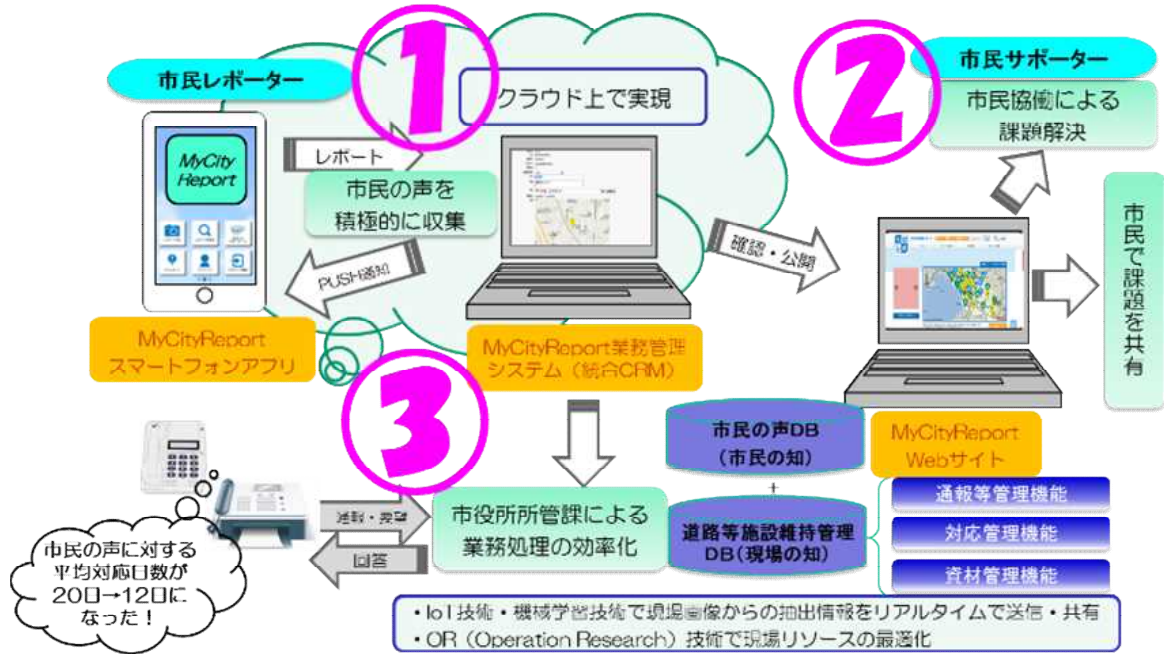 1
2
3
市民レポーター
クラウド上で実現
市民サポーター
市民協働による
課題解決
MyCity
Report
レポート
市民の声を
積極的に収集
PUSH通知
確認・公開
市民で課題を共有
MyCityReport
スマートフォンアプリ
MyCityReport業務管理
システム（統合CRM）
市民の声DB
（市民の知）
+
道路等施設維持管理
DB（現場の知）
MyCityReport
Webサイト
通報等管理機能
対応管理機能
資材管理機能
通報・要望
回答
市役所所管課による
業務処理の効率化
市民の声に対する
平均対応日数が
20日→12日に
なった！
・IoT技術・機械学習技術で現場画像からの抽出情報をリアルタイムで送信・共有
・OR（Operation Research）技術で現場リソースの最適化